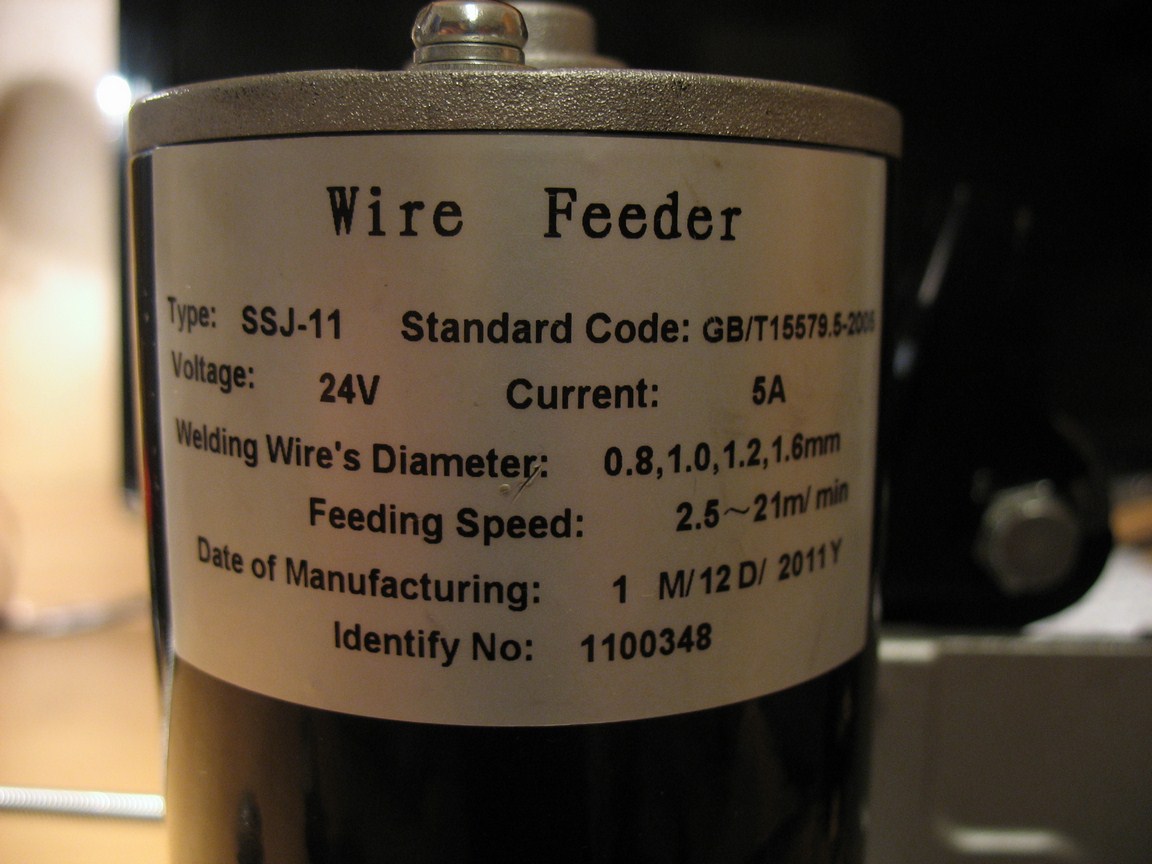 Wire Feeder
Type: SSJ-11 Standard Code: GB/T15579.5-2005
Voltage: 24V Current: 5A
Welding Wire's Diameter: 0.8,1.0,1.2,1.6mm
Feeding Speed: 2.5~21m/ min
Date of Manufacturing: 1 M/ 12 D/ 2011Y
Identify No: 1100348